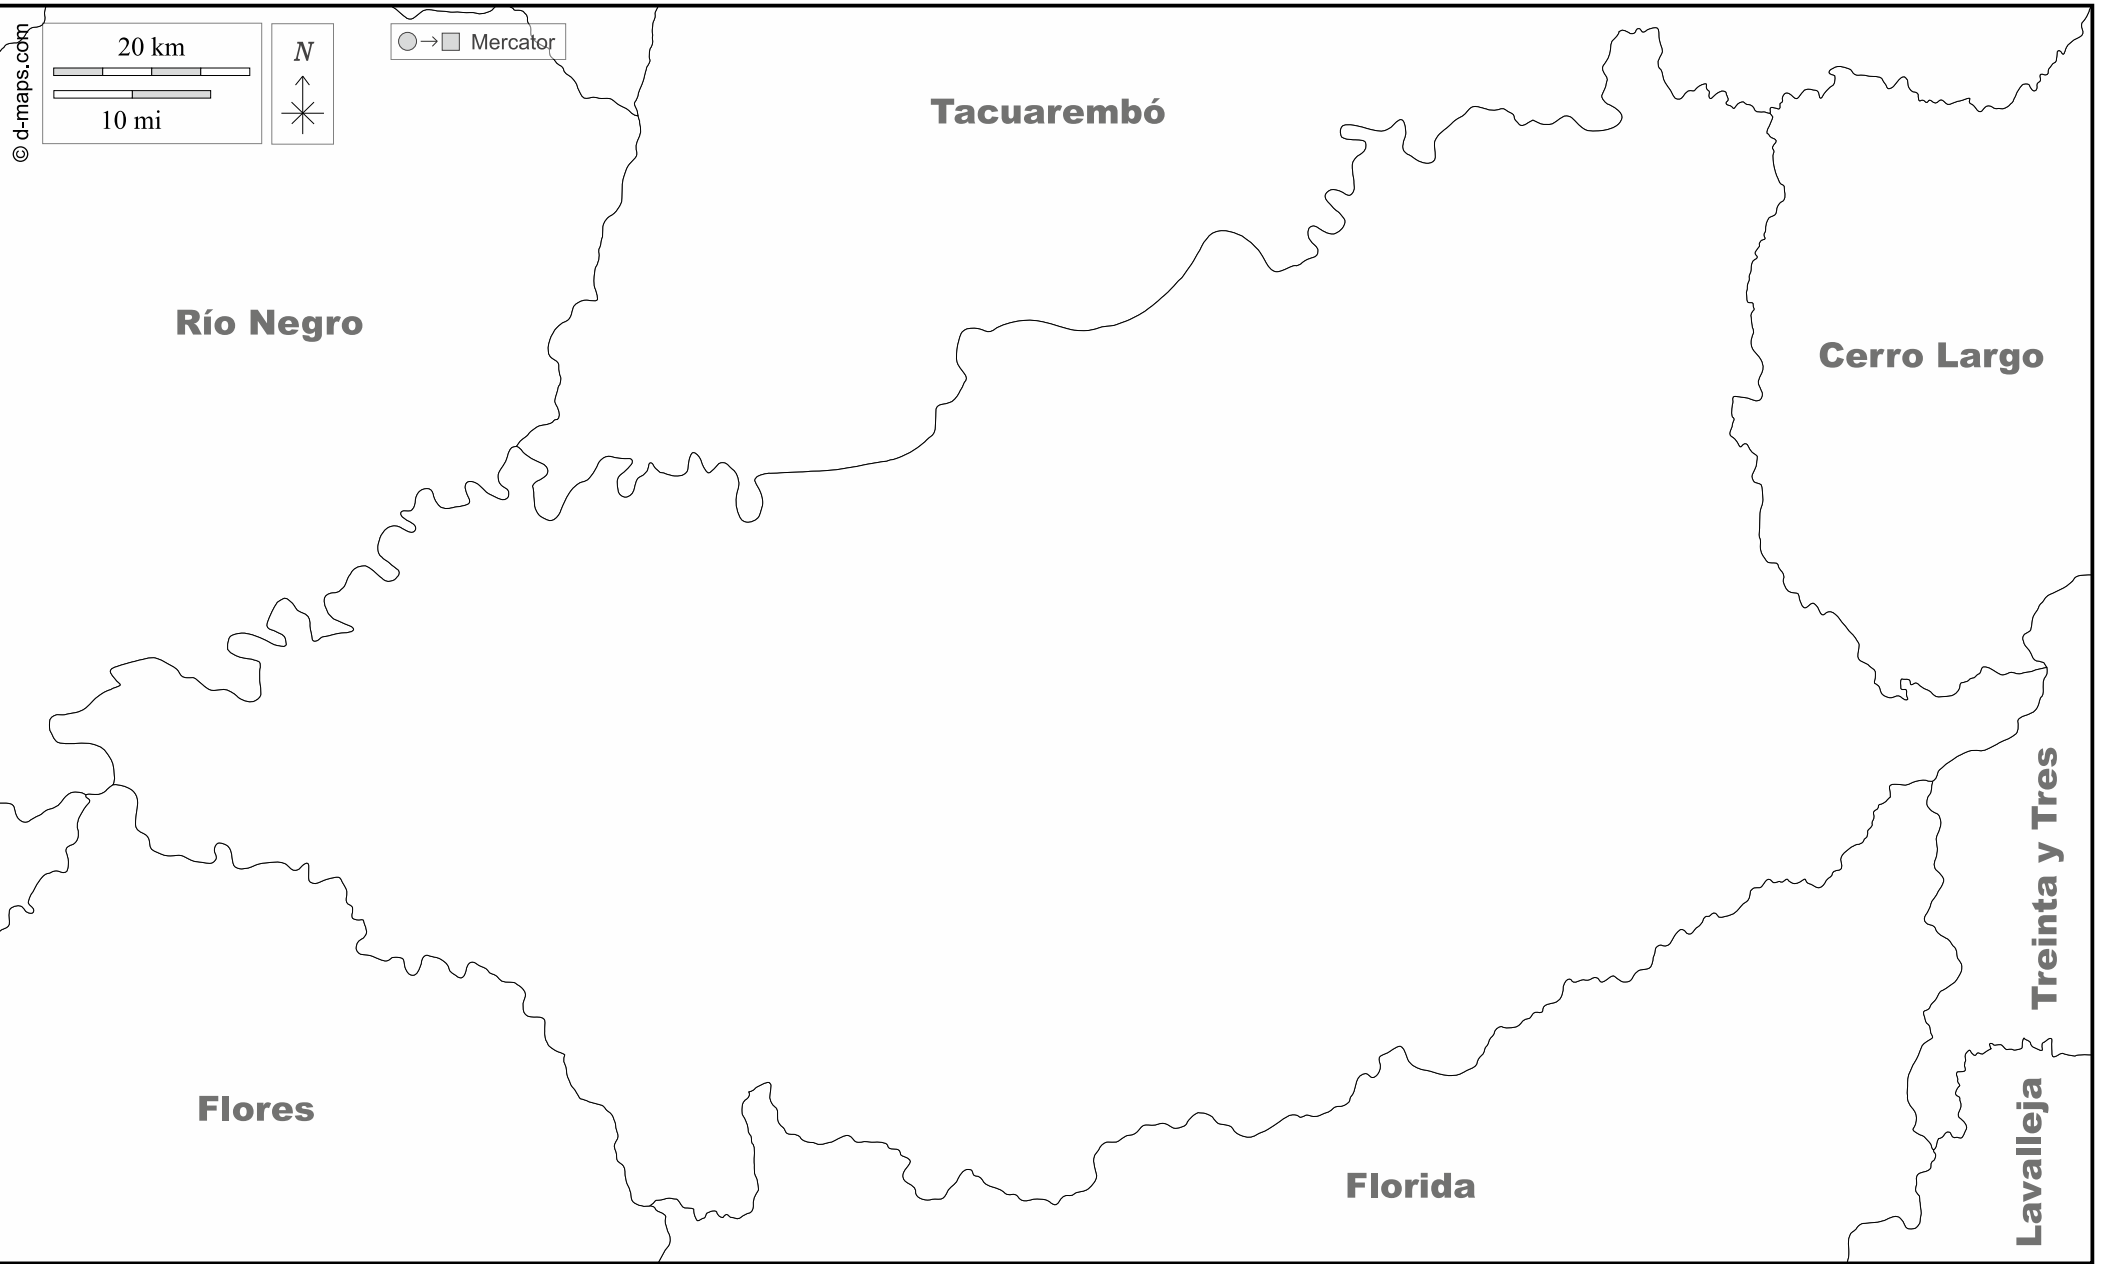 © d-maps.com
20 km
10 mi
N
Mercator
Tacuarembó
Río Negro
Cerro Largo
Treinta y Tres
Flores
Florida
Lavalleja